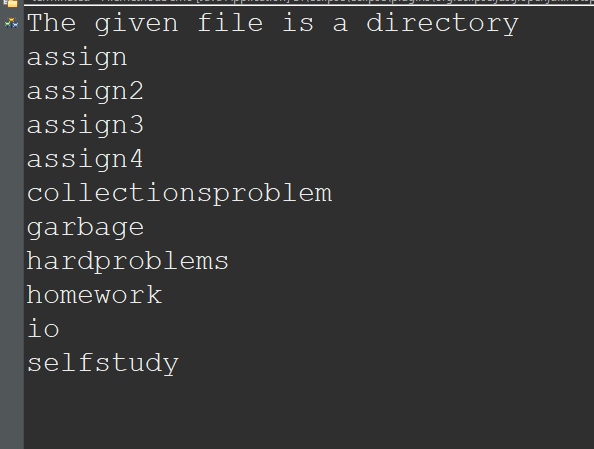 The given file is a directory
assign
assign2
assign3
assign4
collectionsproblem
garbage
hardproblems
homework
io
selfstudy